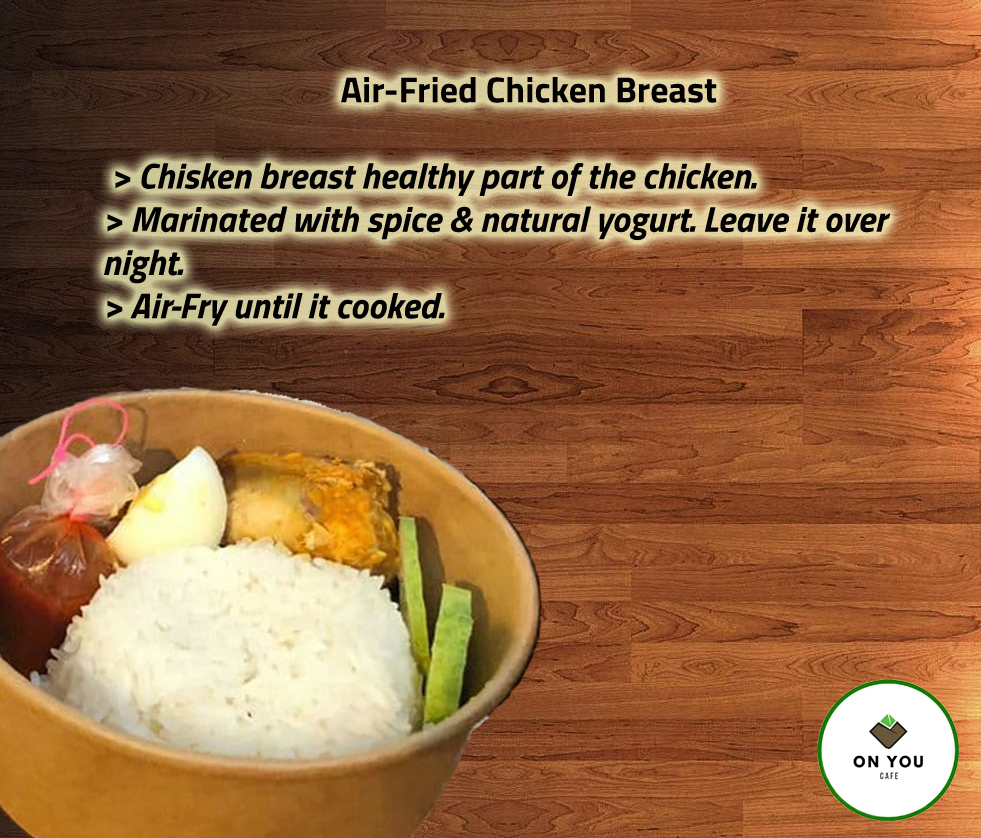 Air-Fried Chicken Breast
> Chisken breast healthy part of the chicken.
> Marinated with spice & natural yogurt. Leave it over
night.
> Air-Fry until it cooked.
ON YOU
CAFE